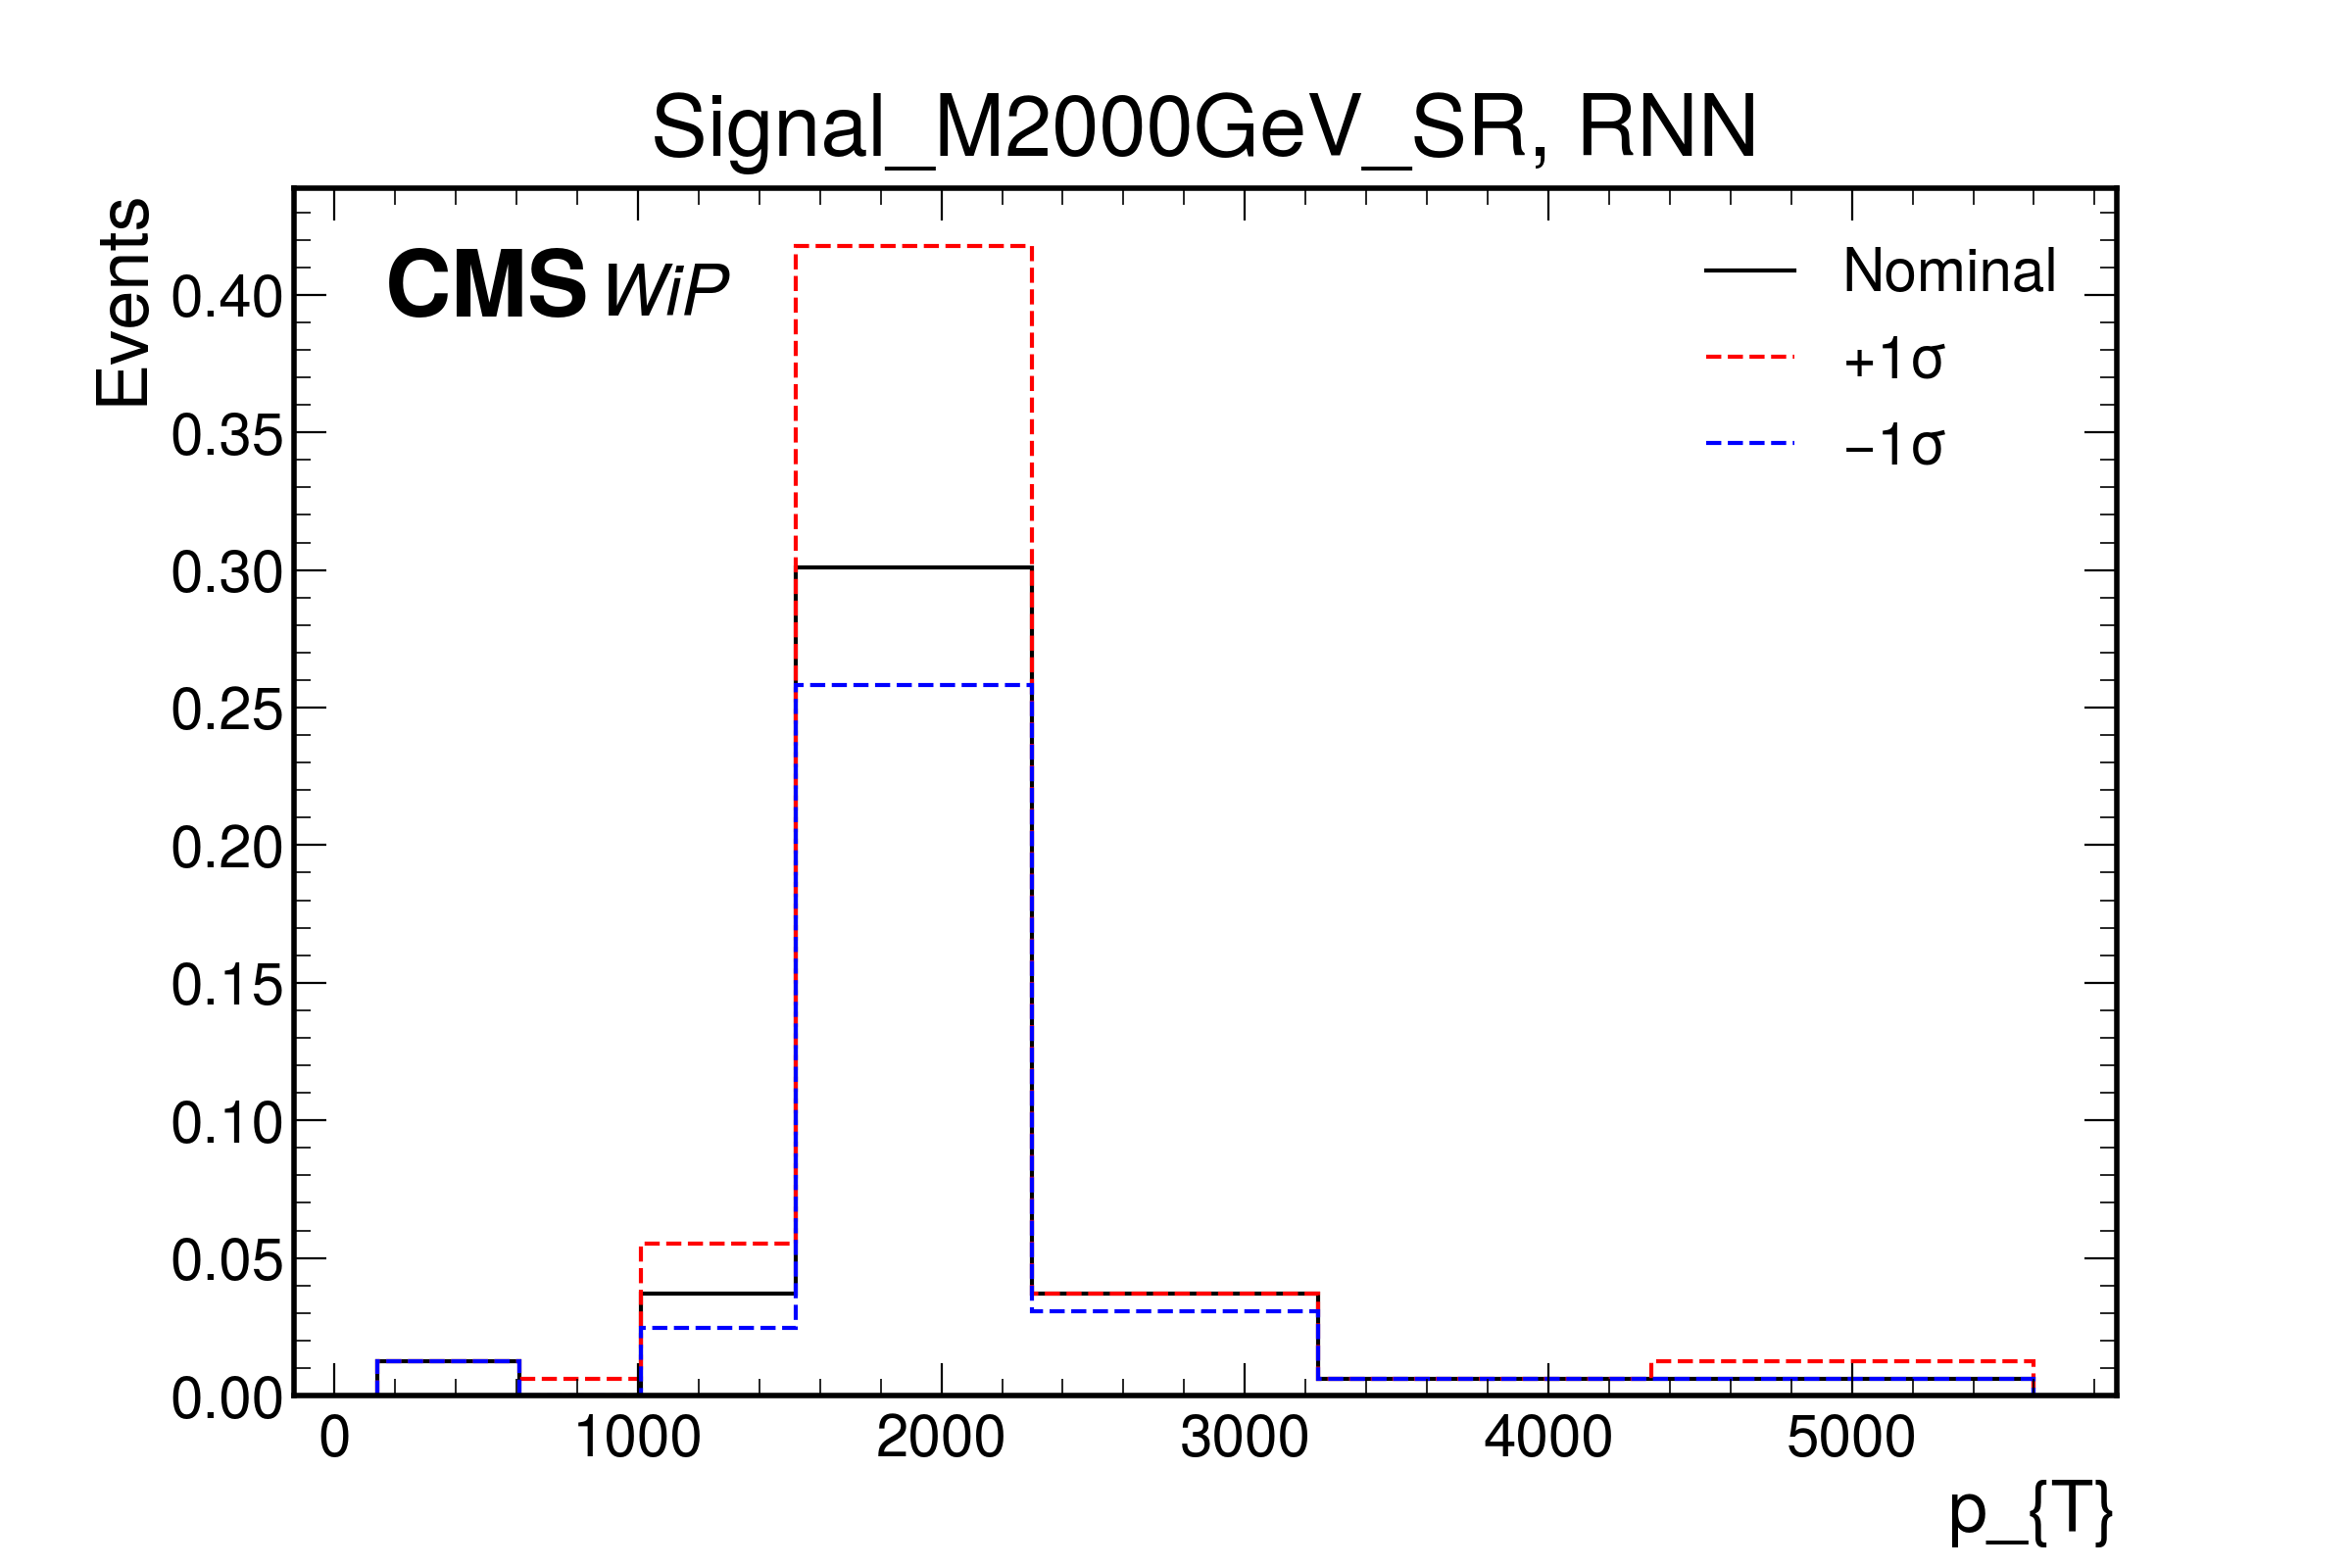 Signal_M2000GeV_SR, RNN
Events
CMS WiP
Nominal
+1σ
−1σ
0.40
0.35
0.30
0.25
0.20
0.15
0.10
0.05
0.00
0 1000 2000 3000 4000 5000
p_{T}